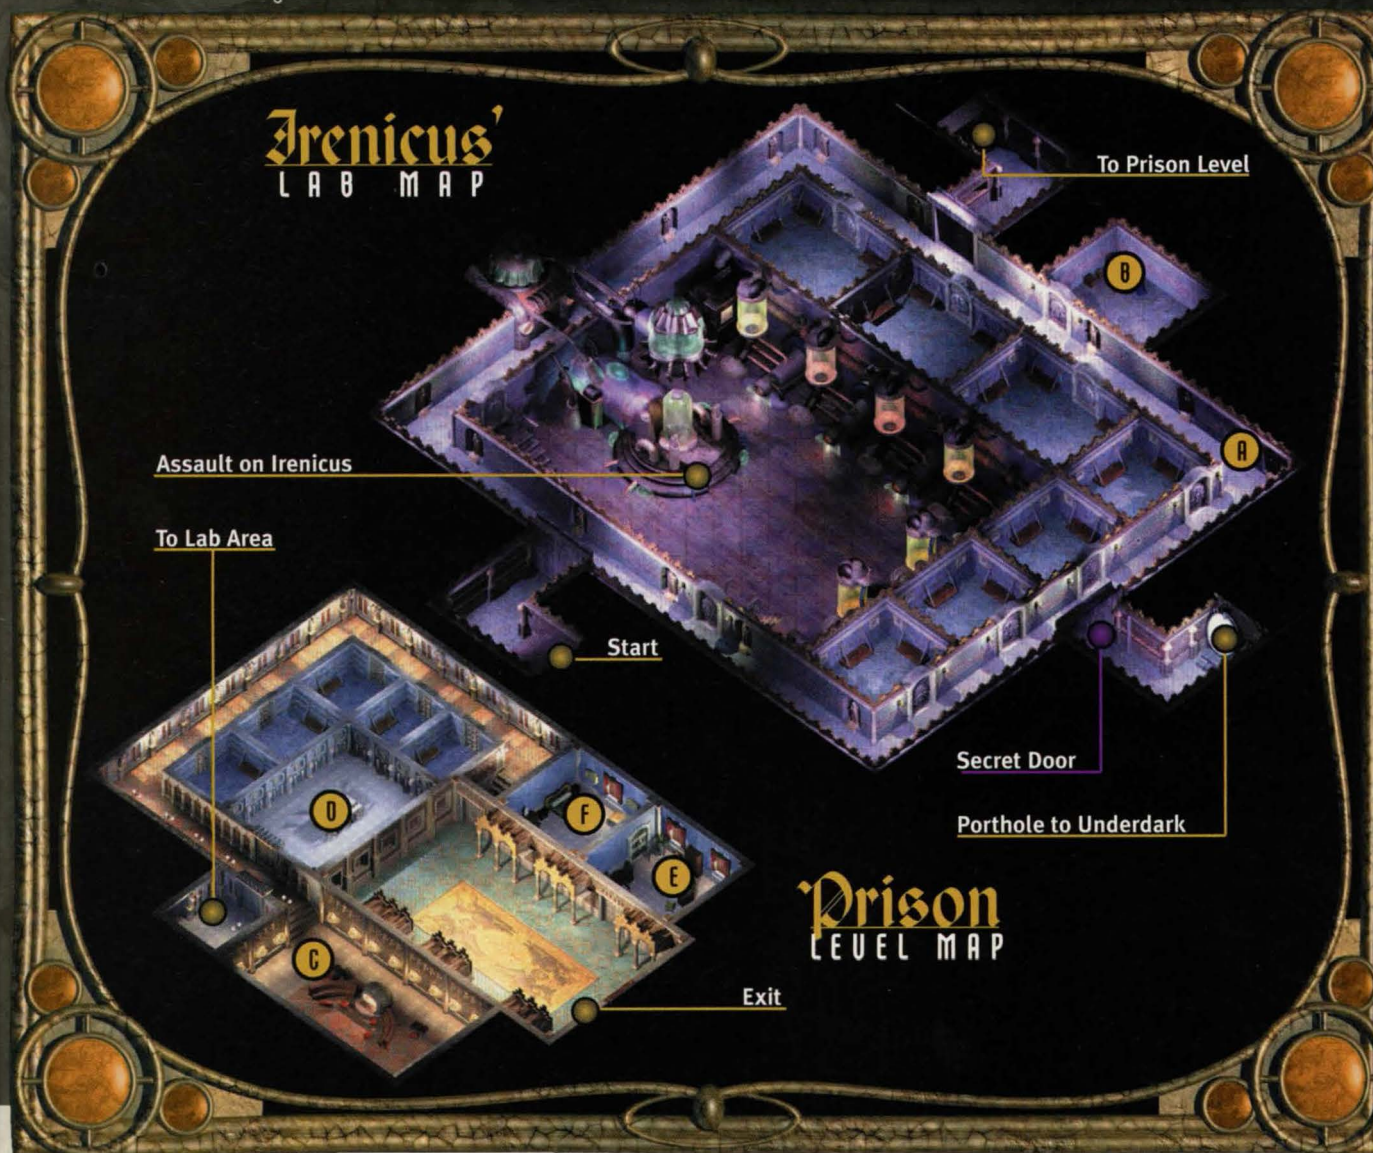 Irenicus'
LAB MAP
To Prison Level
B
A
Assault on Irenicus
To Lab Area
Start
Secret Door
Porthole to Underdark
D
F
E
C
Prison
LEVEL MAP
Exit